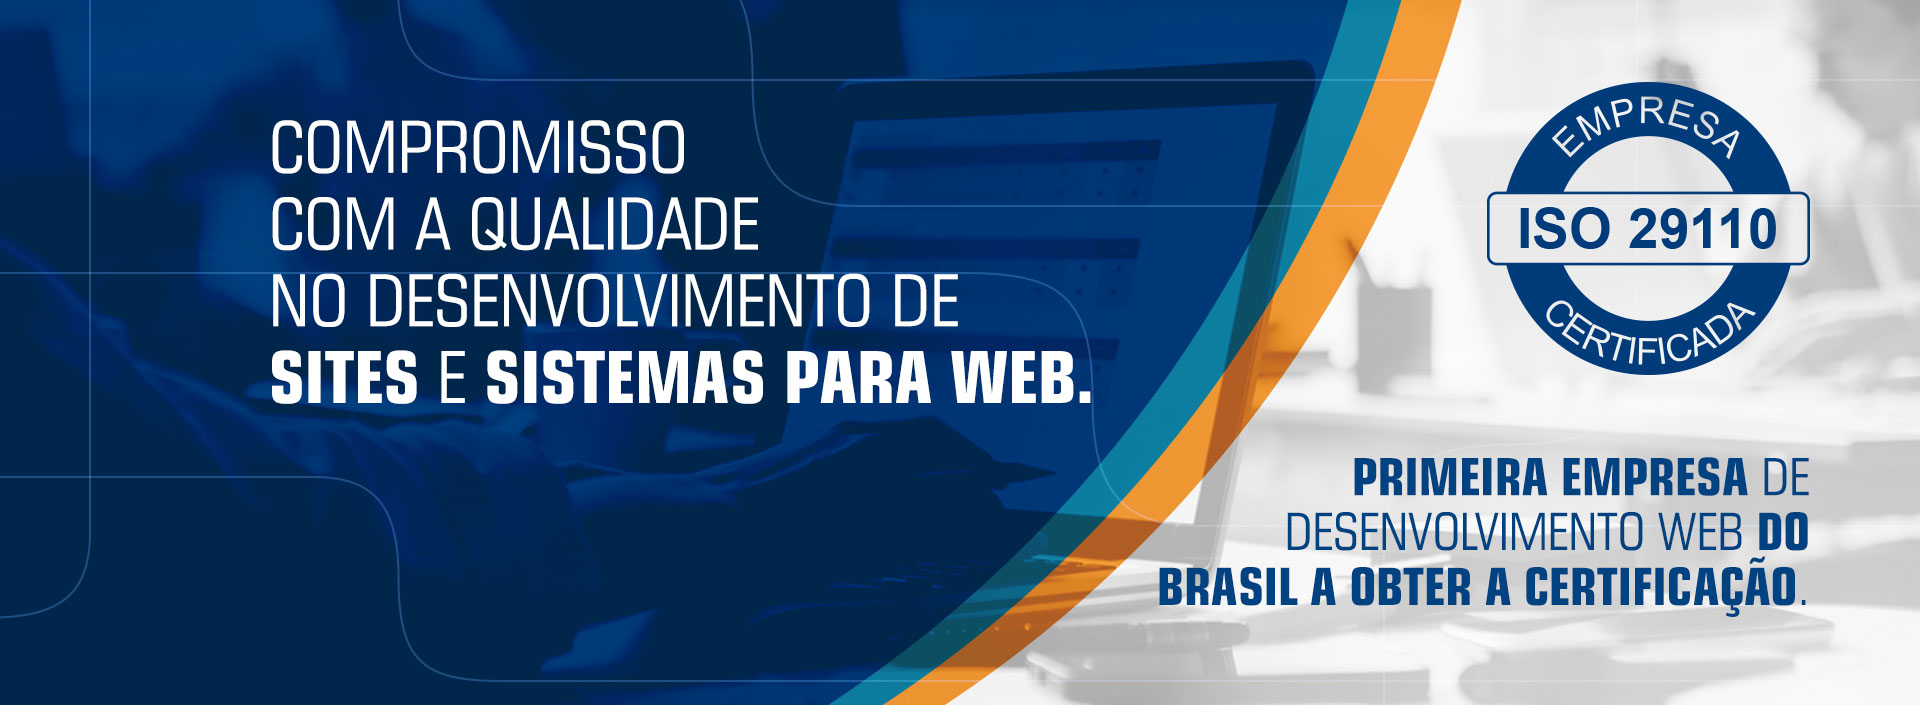 COMPROMISSO
COM A QUALIDADE
NO DESENVOLVIMENTO DE
SITES E SISTEMAS PARA WEB.
EMPRESA
ISO 29110
CERTIFICADA
PRIMEIRA EMPRESA DE
DESENVOLVIMENTO WEB DO
BRASIL A OBTER A CERTIFICAÇÃO.